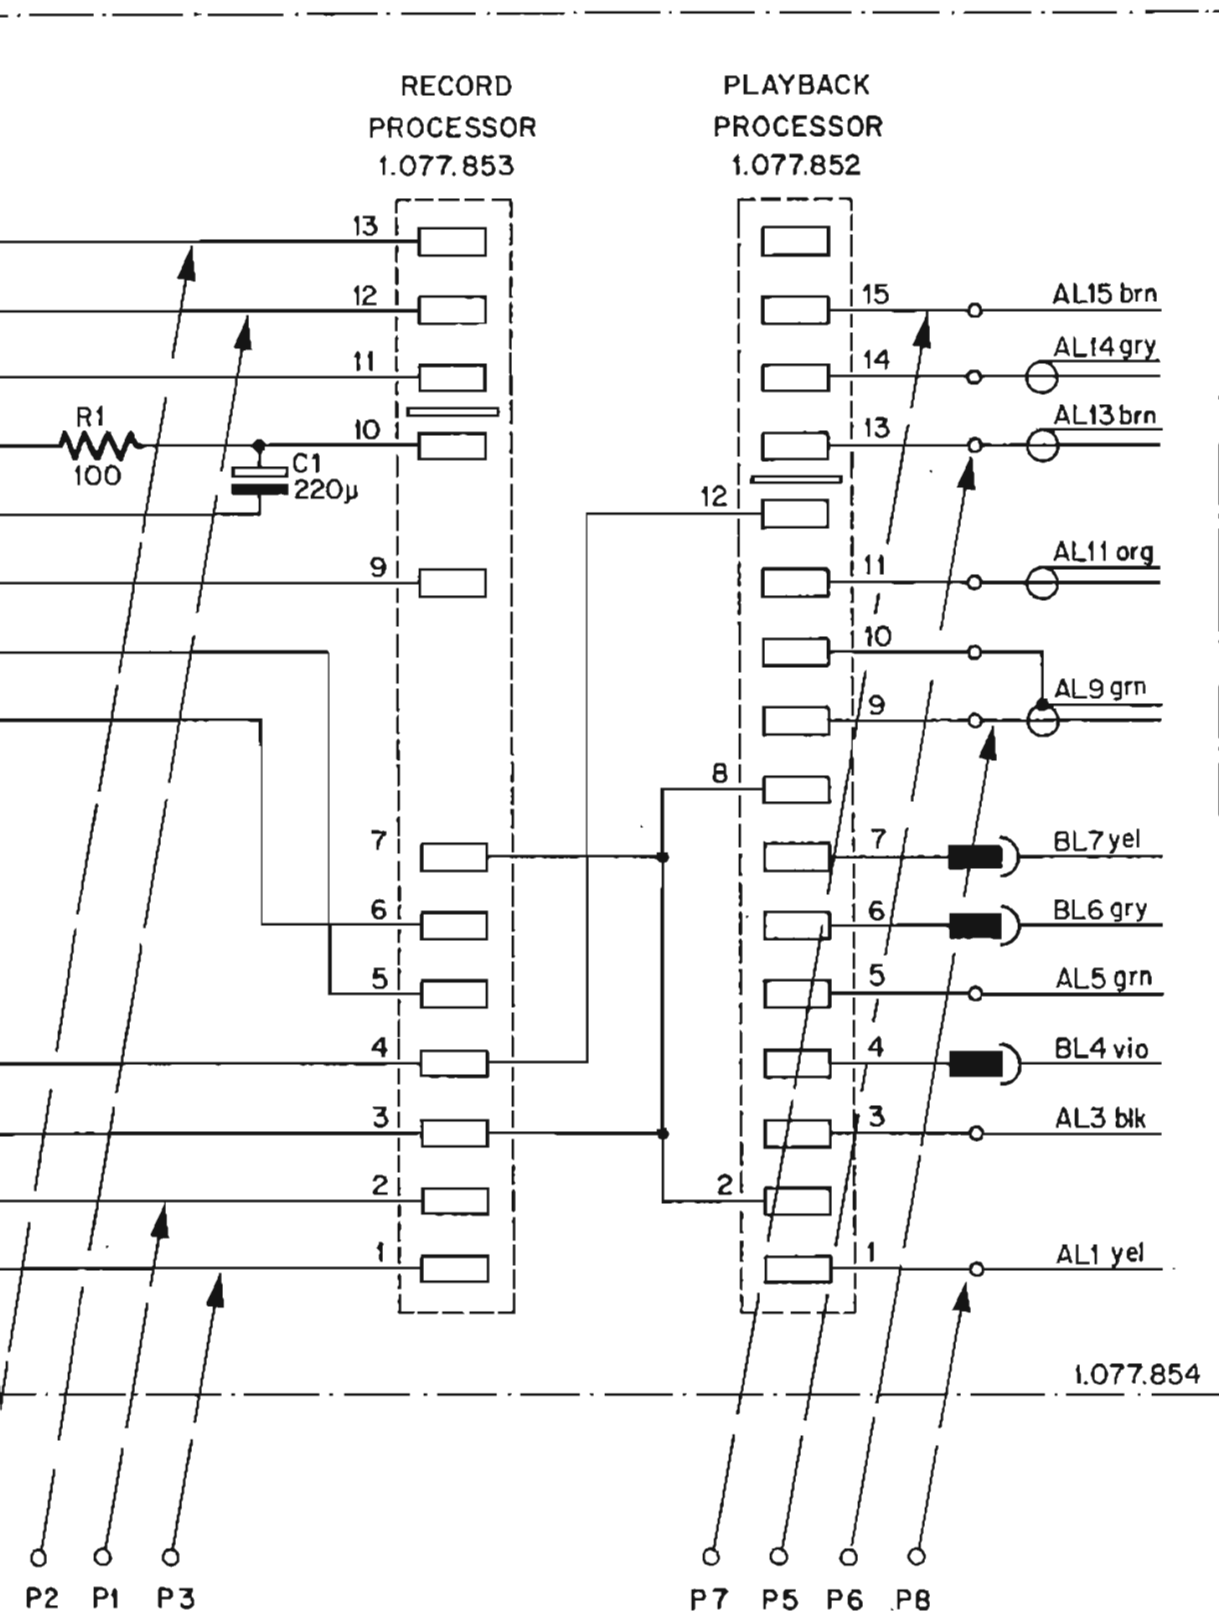 RECORD
PROCESSOR
1.077.853
PLAYBACK
PROCESSOR
1.077.852
13
12
11
10
9
7
6
5
4
3
2
1
R1
100
C1
220µ
15
14
13
12
11
10
9
8
7
6
5
4
3
2
1
AL15 brn
AL14 gry
AL13 brn
AL11 org
AL9 grn
BL7 yel
BL6 gry
AL5 grn
BL4 vio
AL3 blk
AL1 yel
1.077.854
P2 P1 P3 P7 P5 P6 P8